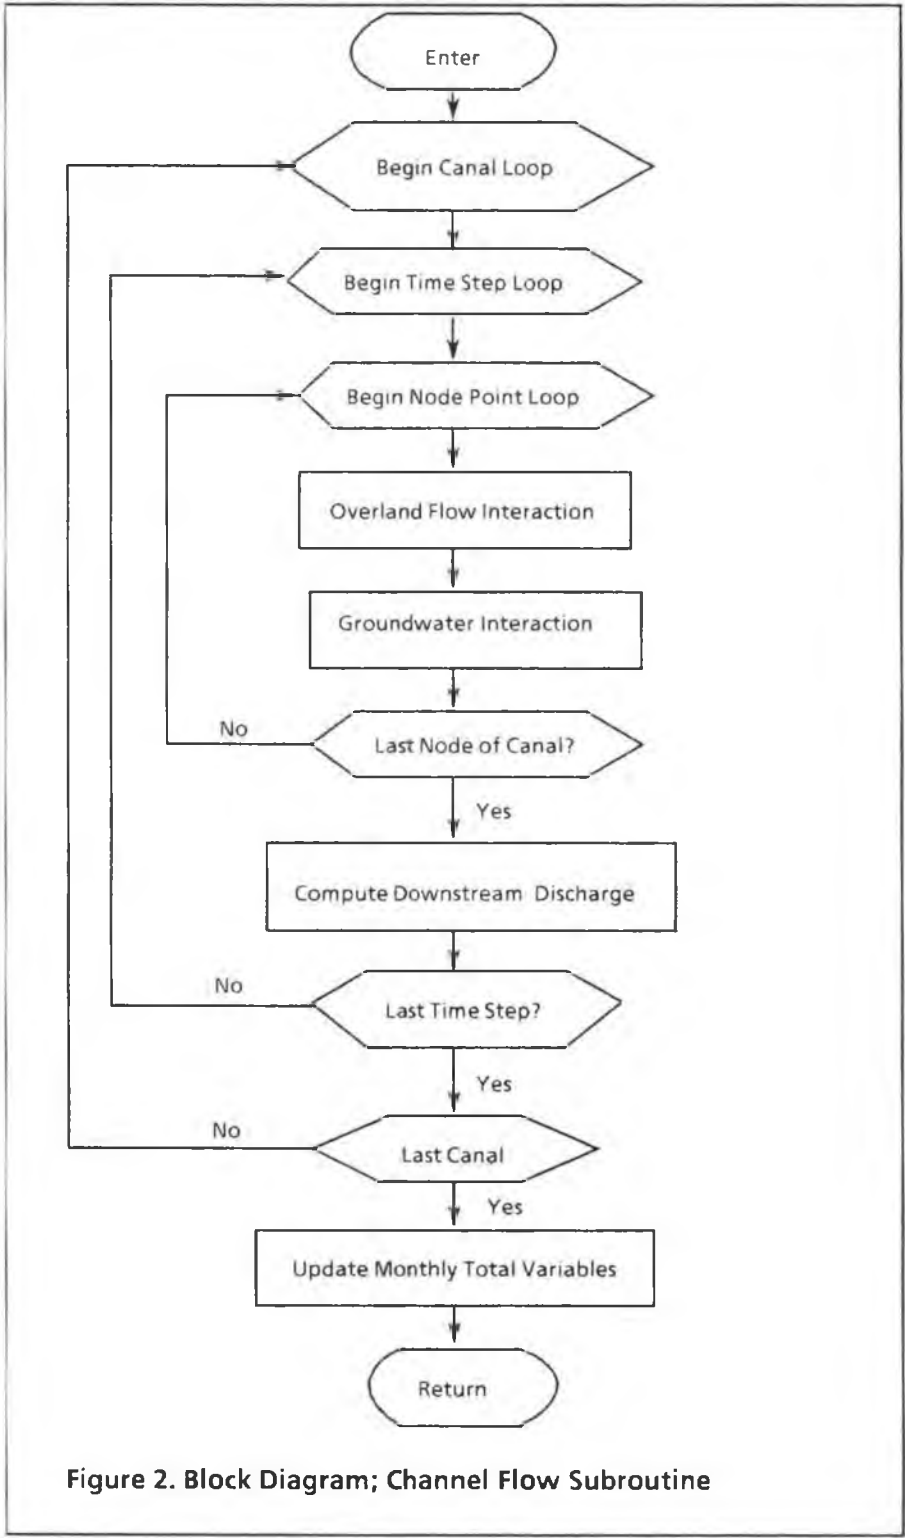 Enter
Begin Canal Loop
Begin Time Step Loop
Begin Node Point Loop
Overland Flow Interaction
Groundwater Interaction
No
Last Node of Canal?
Yes
Compute Downstream Discharge
No
Last Time Step?
Yes
No
Last Canal
Yes
Update Monthly Total Variables
Return
Figure 2. Block Diagram; Channel Flow Subroutine